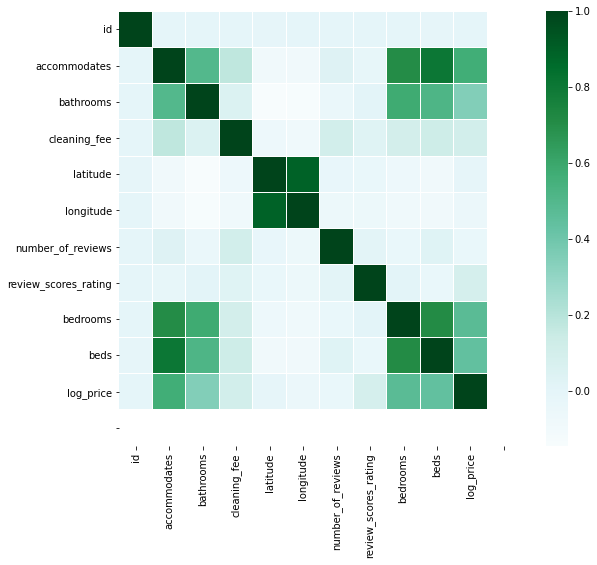 id
accommodates
bathrooms
cleaning_fee
latitude
longitude
number_of_reviews
review_scores_rating
bedrooms
beds
log_price
id
accommodates
bathrooms
cleaning_fee
latitude
longitude
number_of_reviews
review_scores_rating
bedrooms
beds
log_price
1.0
0.8
0.6
0.4
0.2
0.0